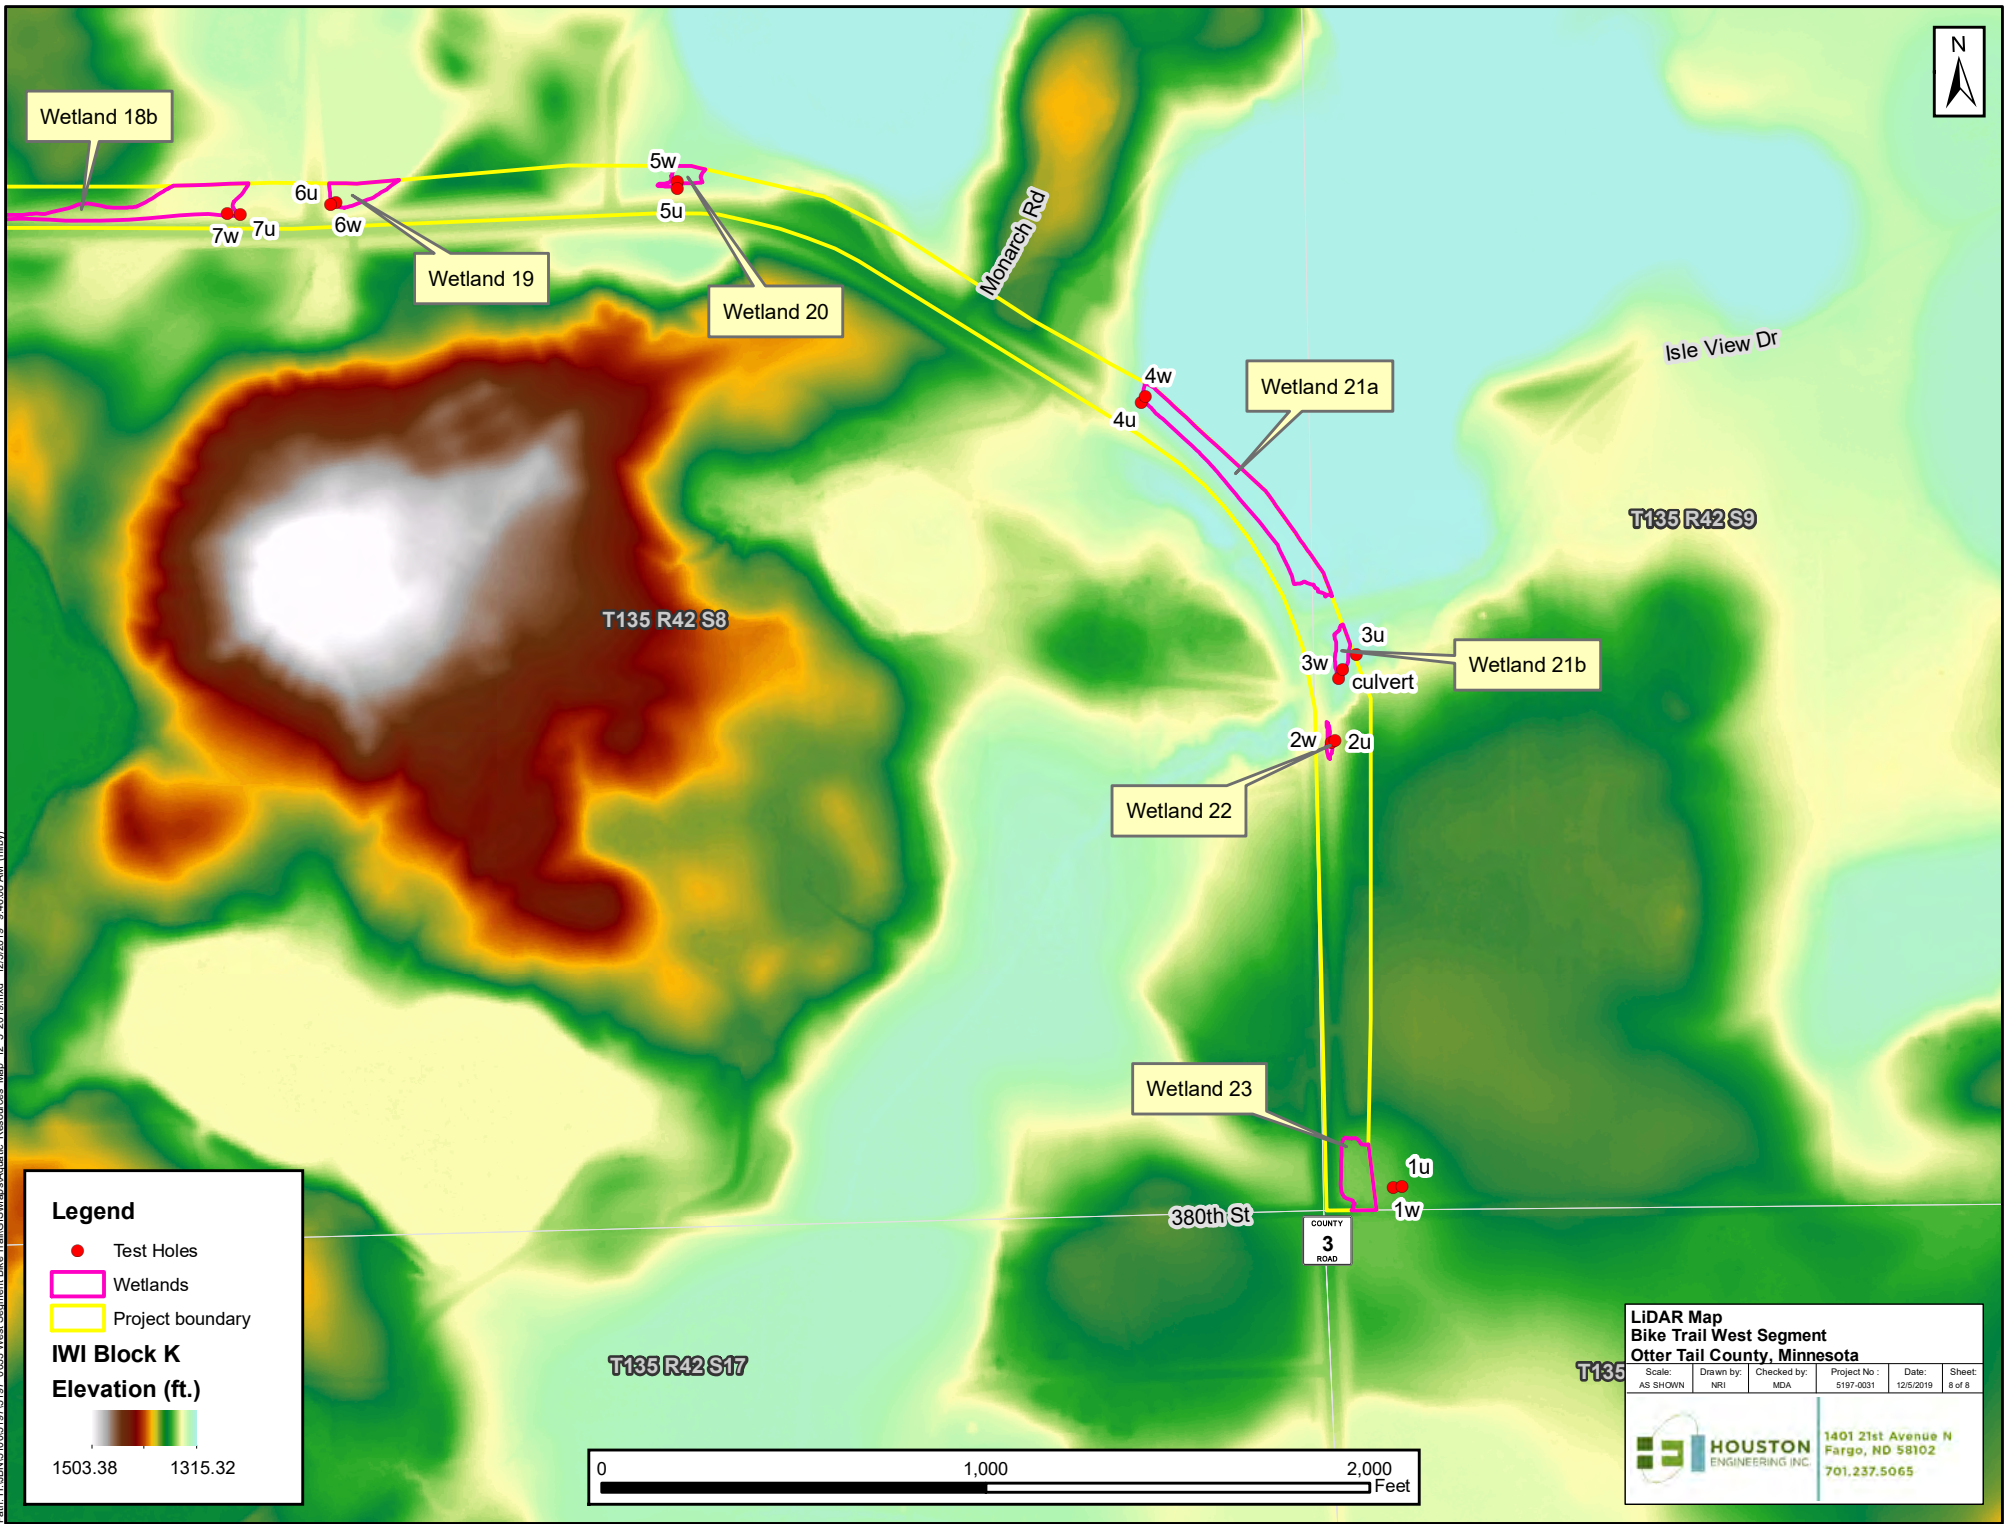 N
Wetland 18b
5w
6u
5u
6w
7w
7u
Wetland 19
Wetland 20
Monarch Rd
Isle View Dr
4w
Wetland 21a
4u
T135 R42 S9
T135 R42 S8
3u
3w
Wetland 21b
culvert
2w
2u
Wetland 22
Wetland 23
1u
1w
380th St
COUNTY
3
ROAD
T135 R42 S17
T135
Legend
Test Holes
Wetlands
Project boundary
IWI Block K
Elevation (ft.)
1503.38 1315.32
0 1,000 2,000
Feet
LiDAR Map
Bike Trail West Segment
Otter Tail County, Minnesota
Scale: Drawn by: Checked by: Project No.: Date: Sheet:
AS SHOWN NRI MDA 5197-0031 12/5/2019 8 of 8
HOUSTON
ENGINEERING INC.
1401 21st Avenue N
Fargo, ND 58102
701.237.5065